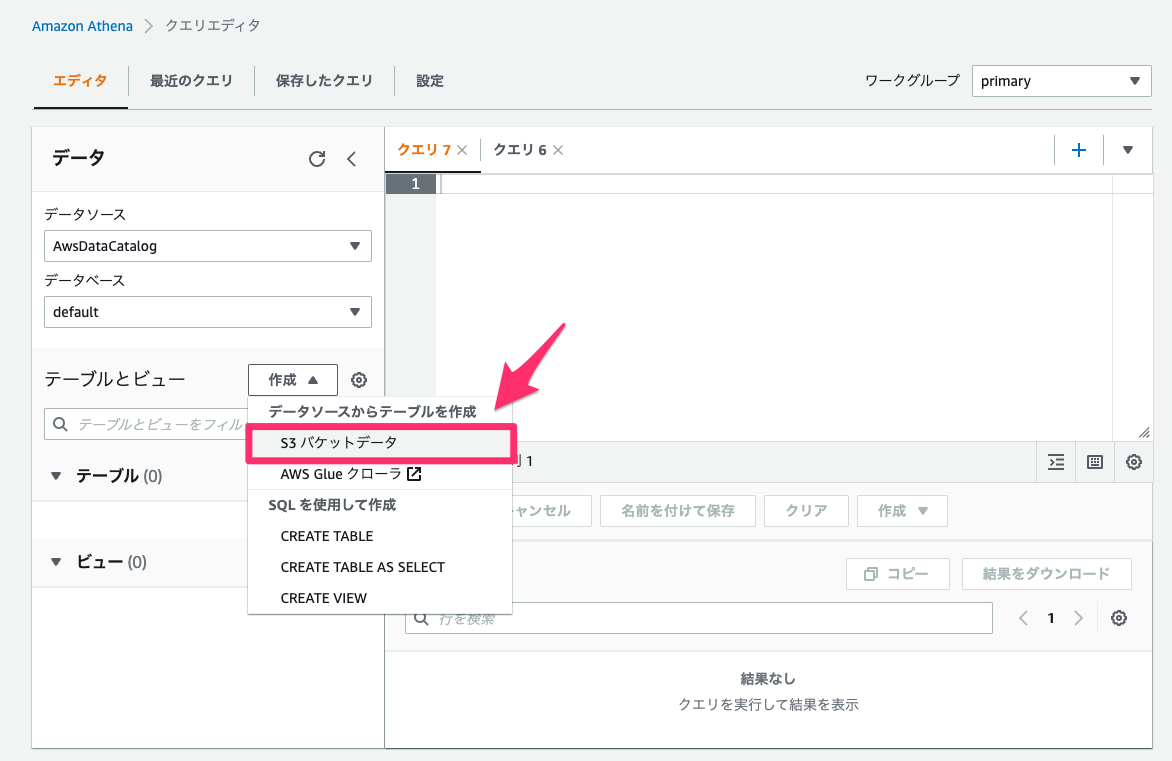 Amazon Athena > クエリエディタ
エディタ 最近のクエリ 保存したクエリ 設定 ワークグループ primary
データ
クエリ 7 クエリ 6
1
データソース
AwsDataCatalog
データベース
default
テーブルとビュー 作成
テーブルとビューをフィル
データソースからテーブルを作成
S3 バケットデータ
AWS Glue クローラ
SQL を使用して作成
CREATE TABLE
CREATE TABLE AS SELECT
CREATE VIEW
テーブル (0)
ビュー (0)
1
ャンセル 名前を付けて保存 クリア 作成
コピー 結果をダウンロード
行を検索 1
結果なし
クエリを実行して結果を表示